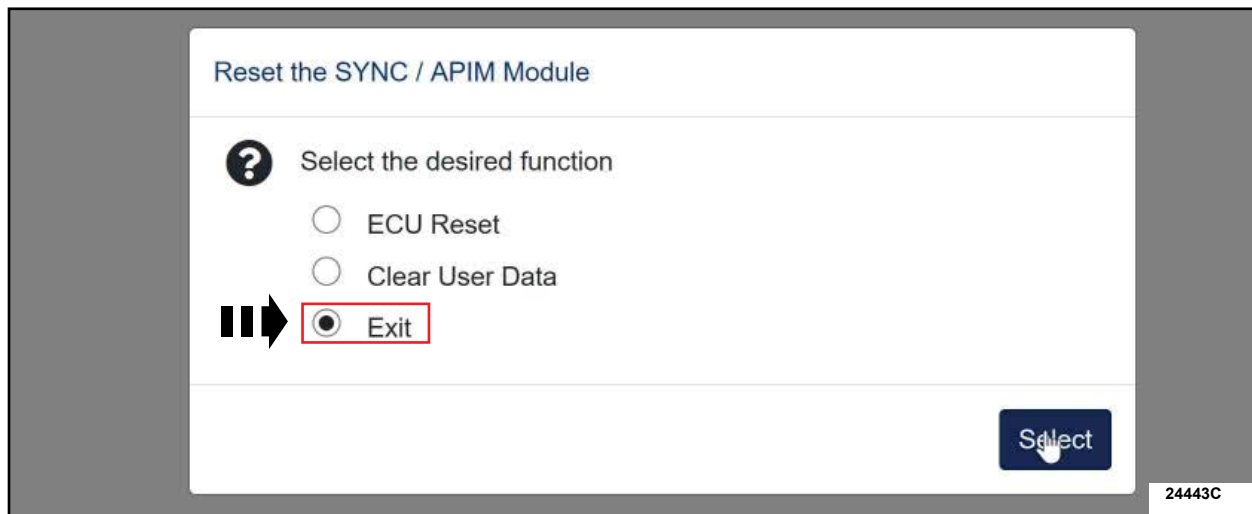 Reset the SYNC / APIM Module
Select the desired function
ECU Reset
Clear User Data
Exit
Select
24443C